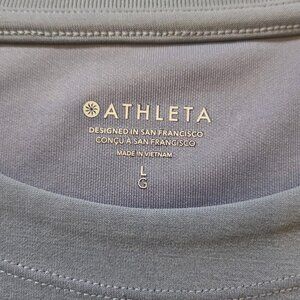 ATHLETA
DESIGNED IN SAN FRANCISCO
CONÇU À SAN FRANCISCO
MADE IN VIETNAM
L
G